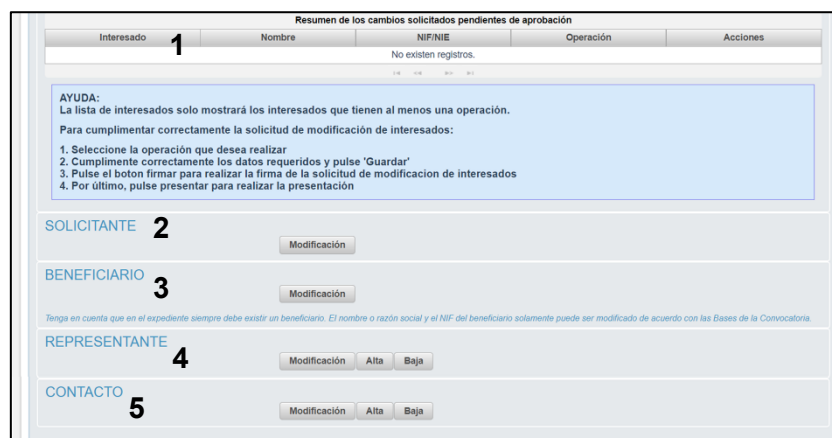 Resumen de los cambios solicitados pendientes de aprobación
Interesado 1 Nombre NIF/NIE Operación Acciones
No existen registros.
AYUDA:
La lista de interesados solo mostrará los interesados que tienen al menos una operación.
Para cumplimentar correctamente la solicitud de modificación de interesados:
1. Seleccione la operación que desea realizar
2. Cumplimente correctamente los datos requeridos y pulse 'Guardar'
3. Pulse el boton firmar para realizar la firma de la solicitud de modificacion de interesados
4. Por último, pulse presentar para realizar la presentación
SOLICITANTE 2
Modificación
BENEFICIARIO 3
Modificación
Tenga en cuenta que en el expediente siempre debe existir un beneficiario. El nombre o razón social y el NIF del beneficiario solamente puede ser modificado de acuerdo con las Bases de la Convocatoria.
REPRESENTANTE 4
Modificación Alta Baja
CONTACTO 5
Modificación Alta Baja